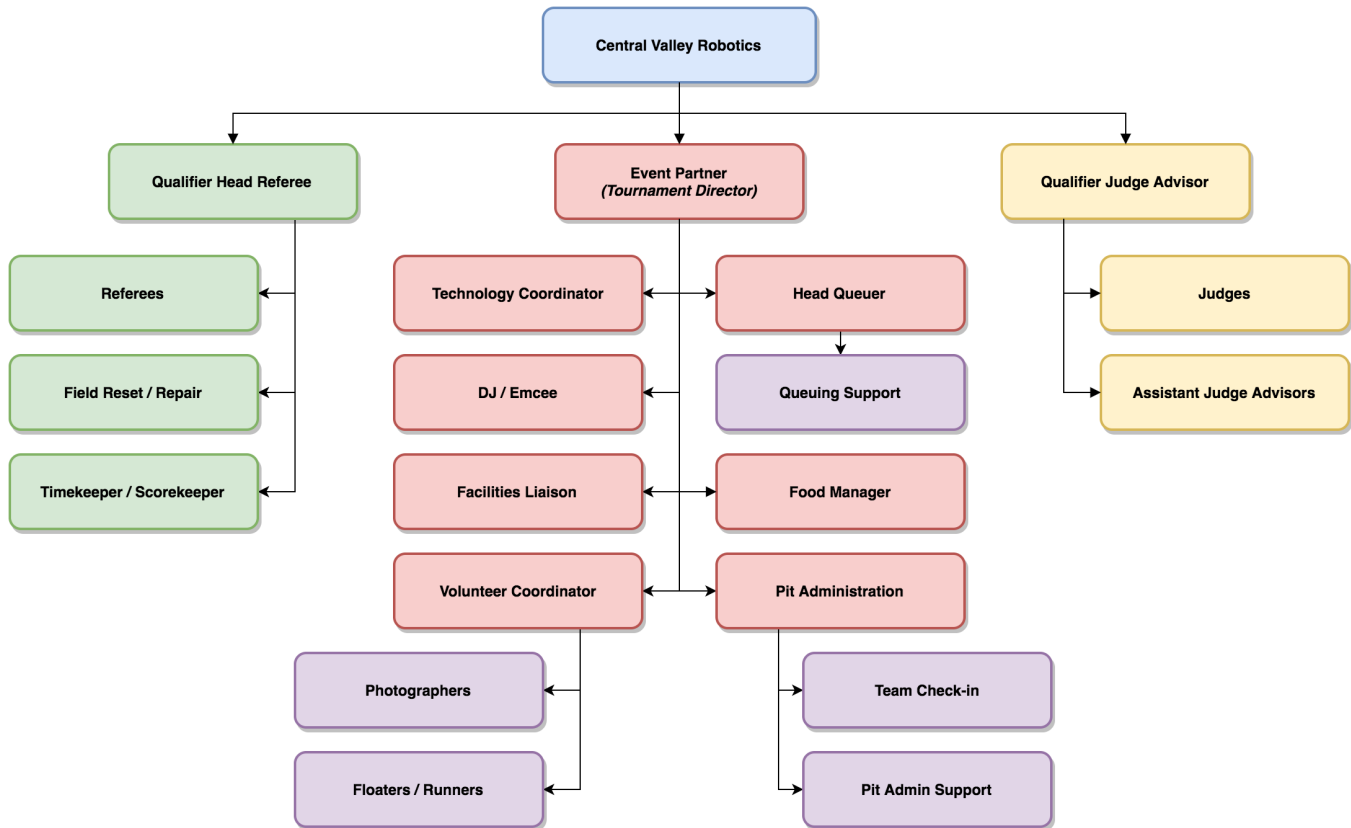 Central Valley Robotics
Qualifier Head Referee
Event Partner
(Tournament Director)
Qualifier Judge Advisor
Referees
Technology Coordinator
Head Queuer
Judges
Field Reset / Repair
DJ / Emcee
Queuing Support
Assistant Judge Advisors
Timekeeper / Scorekeeper
Facilities Liaison
Food Manager
Volunteer Coordinator
Pit Administration
Photographers
Team Check-in
Floaters / Runners
Pit Admin Support